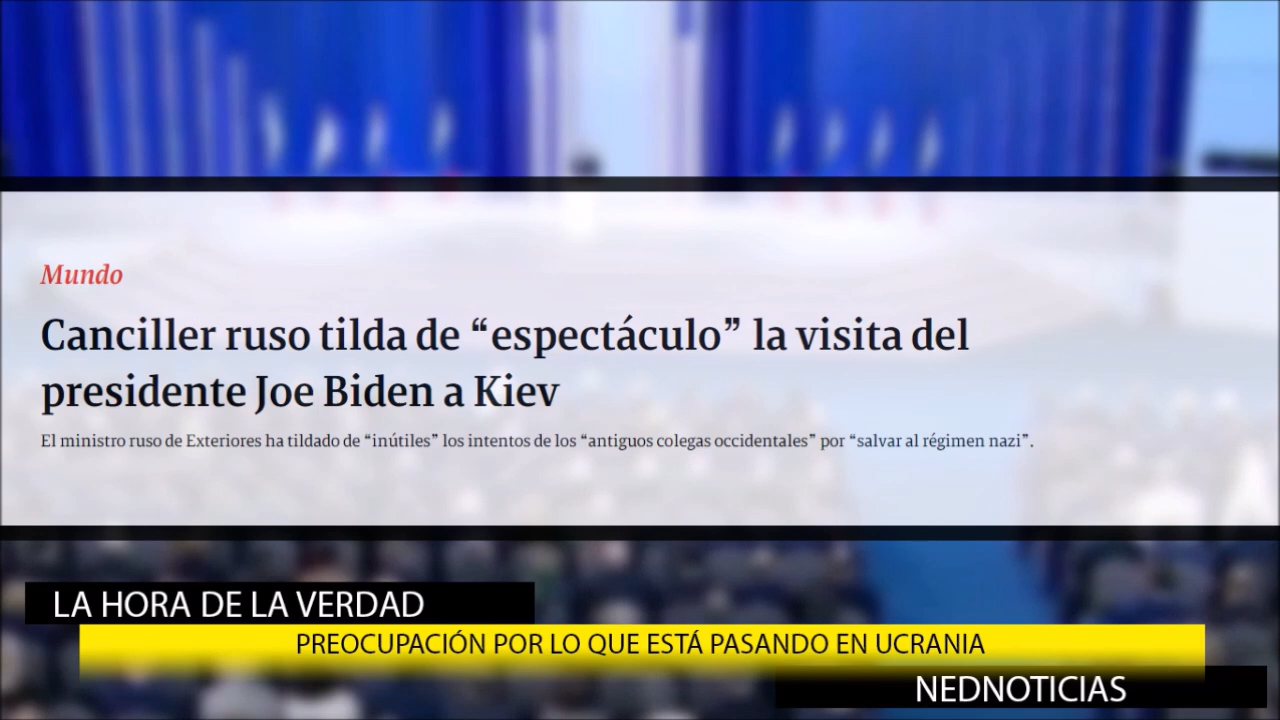 Mundo
Canciller ruso tilda de “espectáculo” la visita del
presidente Joe Biden a Kiev
El ministro ruso de Exteriores ha tildado de “inútiles” los intentos de los “antiguos colegas occidentales” por “salvar al régimen nazi”.
LA HORA DE LA VERDAD
PREOCUPACIÓN POR LO QUE ESTÁ PASANDO EN UCRANIA
NEDNOTICIAS